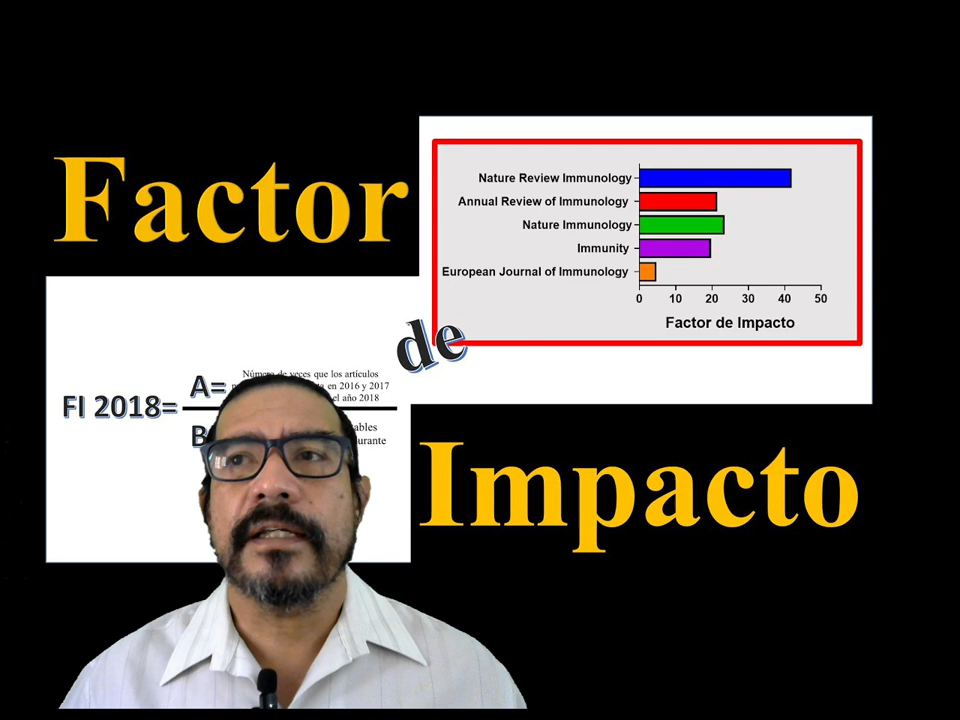 Factor
de
Impacto
Nature Review Immunology
Annual Review of Immunology
Nature Immunology
Immunity
European Journal of Immunology
0 10 20 30 40 50
Factor de Impacto
FI 2018=
A=
Número de veces que los artículos
en 2016 y 2017
el año 2018
B